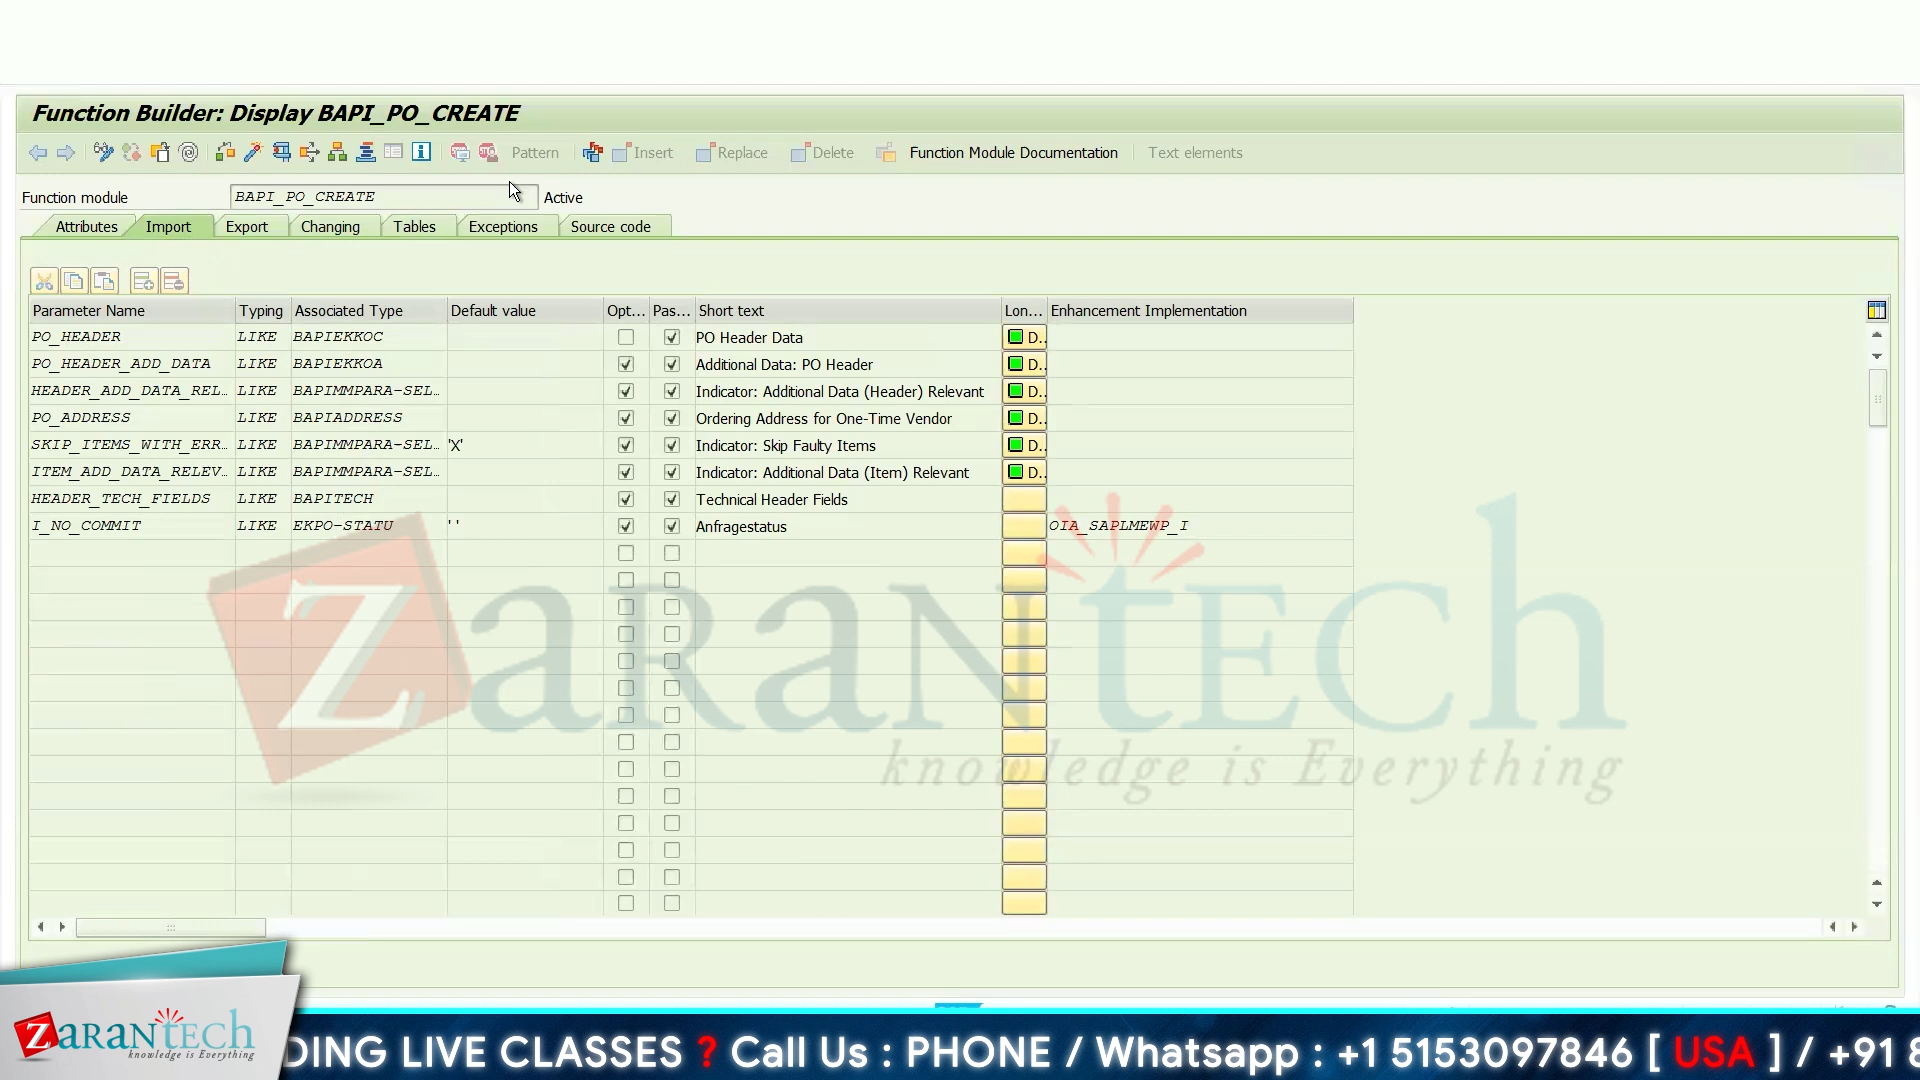 Function Builder: Display BAPI_PO_CREATE
Pattern Insert Replace Delete Function Module Documentation Text elements
Function module BAPI_PO_CREATE Active
Attributes Import Export Changing Tables Exceptions Source code
Parameter Name Typing Associated Type Default value Opt... Pas... Short text Lon... Enhancement Implementation
PO_HEADER LIKE BAPIEKKOC PO Header Data D..
PO_HEADER_ADD_DATA LIKE BAPIEKKOA Additional Data: PO Header D..
HEADER_ADD_DATA_REL… LIKE BAPIMMPARA-SEL… Indicator: Additional Data (Header) Relevant D..
PO_ADDRESS LIKE BAPIADDRESS Ordering Address for One-Time Vendor D..
SKIP_ITEMS_WITH_ERR… LIKE BAPIMMPARA-SEL… 'X' Indicator: Skip Faulty Items D..
ITEM_ADD_DATA_RELEV… LIKE BAPIMMPARA-SEL… Indicator: Additional Data (Item) Relevant D..
HEADER_TECH_FIELDS LIKE BAPITECH Technical Header Fields
I_NO_COMMIT LIKE EKPO-STATU ' ' Anfragestatus OIA_SAPLMEWP_I
ZaranTech
knowledge is Everything
ZaranTech
knowledge is Everything
DING LIVE CLASSES ? Call Us : PHONE / Whatsapp : +1 5153097846 [ USA ] / +91 8